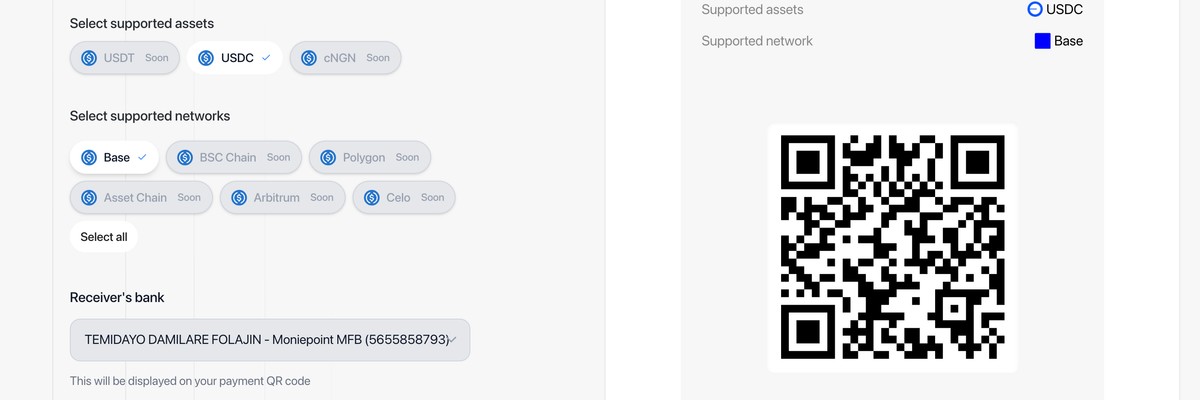 Select supported assets
USDT Soon USDC cNGN Soon
Select supported networks
Base BSC Chain Soon Polygon Soon
Asset Chain Soon Arbitrum Soon Celo Soon
Select all
Receiver's bank
TEMIDAYO DAMILARE FOLAJIN - Moniepoint MFB (5655858793)
This will be displayed on your payment QR code
Supported assets USDC
Supported network Base